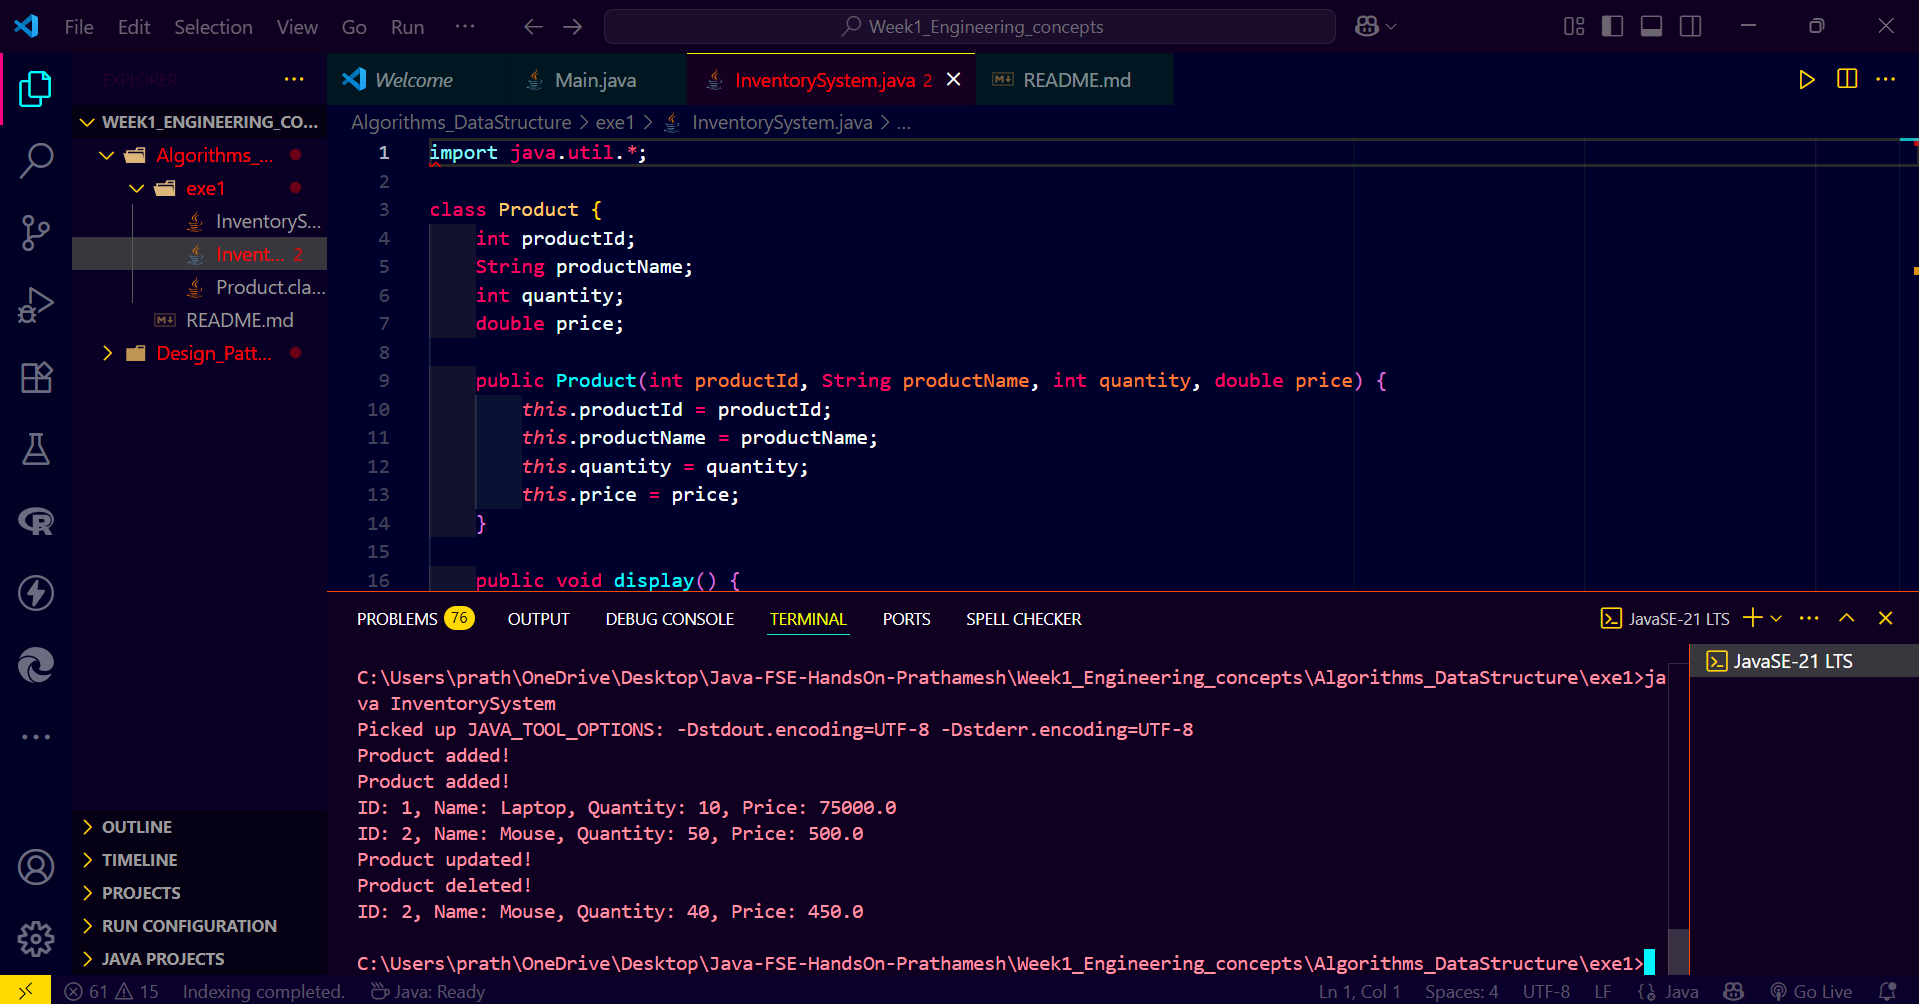 File Edit Selection View Go Run ··· Week1_Engineering_concepts
EXPLORER ···
WEEK1_ENGINEERING_CO...
Algorithms_...
exe1
InventoryS...
Invent... 2
Product.cla...
README.md
Design_Patt...
OUTLINE
TIMELINE
PROJECTS
RUN CONFIGURATION
JAVA PROJECTS
Welcome Main.java InventorySystem.java 2 README.md
Algorithms_DataStructure > exe1 > InventorySystem.java > ...
1 import java.util.*;
2
3 class Product {
4 int productId;
5 String productName;
6 int quantity;
7 double price;
8
9 public Product(int productId, String productName, int quantity, double price) {
10 this.productId = productId;
11 this.productName = productName;
12 this.quantity = quantity;
13 this.price = price;
14 }
15
16 public void display() {
PROBLEMS 76 OUTPUT DEBUG CONSOLE TERMINAL PORTS SPELL CHECKER JavaSE-21 LTS
JavaSE-21 LTS
C:\Users\prath\OneDrive\Desktop\Java-FSE-HandsOn-Prathamesh\Week1_Engineering_concepts\Algorithms_DataStructure\exe1>ja
va InventorySystem
Picked up JAVA_TOOL_OPTIONS: -Dstdout.encoding=UTF-8 -Dstderr.encoding=UTF-8
Product added!
Product added!
ID: 1, Name: Laptop, Quantity: 10, Price: 75000.0
ID: 2, Name: Mouse, Quantity: 50, Price: 500.0
Product updated!
Product deleted!
ID: 2, Name: Mouse, Quantity: 40, Price: 450.0
C:\Users\prath\OneDrive\Desktop\Java-FSE-HandsOn-Prathamesh\Week1_Engineering_concepts\Algorithms_DataStructure\exe1>
61 15 Indexing completed. Java: Ready Ln 1, Col 1 Spaces: 4 UTF-8 LF {} Java Go Live